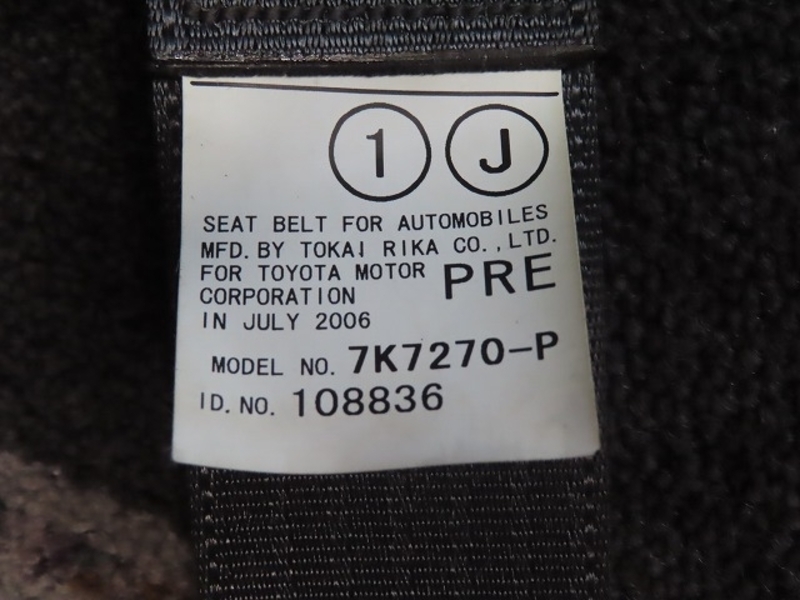 1 J
SEAT BELT FOR AUTOMOBILES
MFD. BY TOKAI RIKA CO., LTD.
FOR TOYOTA MOTOR PRE
CORPORATION
IN JULY 2006
MODEL NO. 7K7270-P
ID. NO. 108836